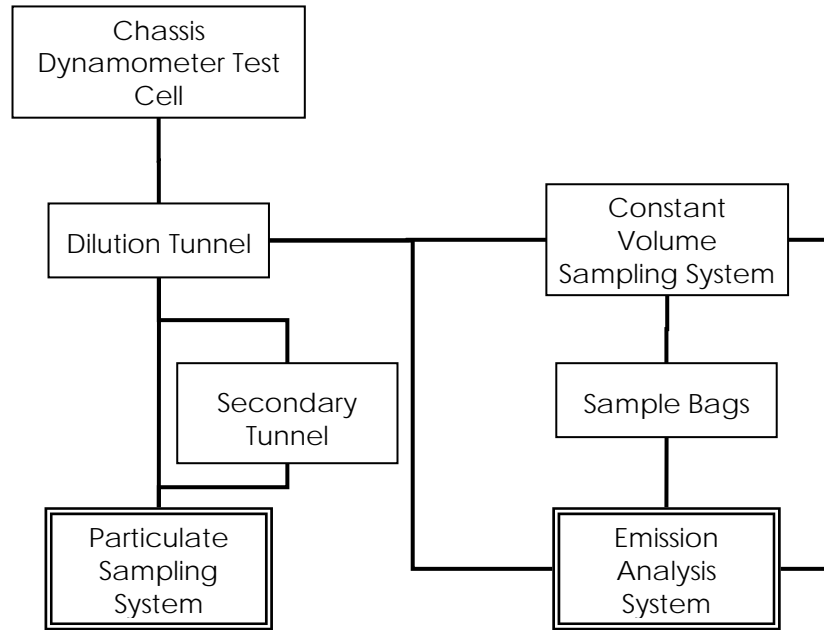 Chassis
Dynamometer Test
Cell
Dilution Tunnel
Constant
Volume
Sampling System
Secondary
Tunnel
Sample Bags
Particulate
Sampling
System
Emission
Analysis
System